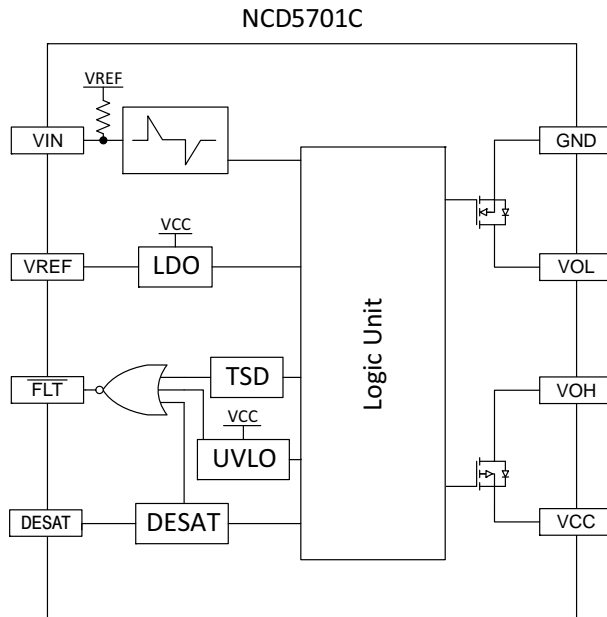 NCD5701C
VREF
VIN
GND
VCC
VREF
LDO
VOL
Logic Unit
FLT
TSD
VOH
VCC
UVLO
DESAT
DESAT
VCC